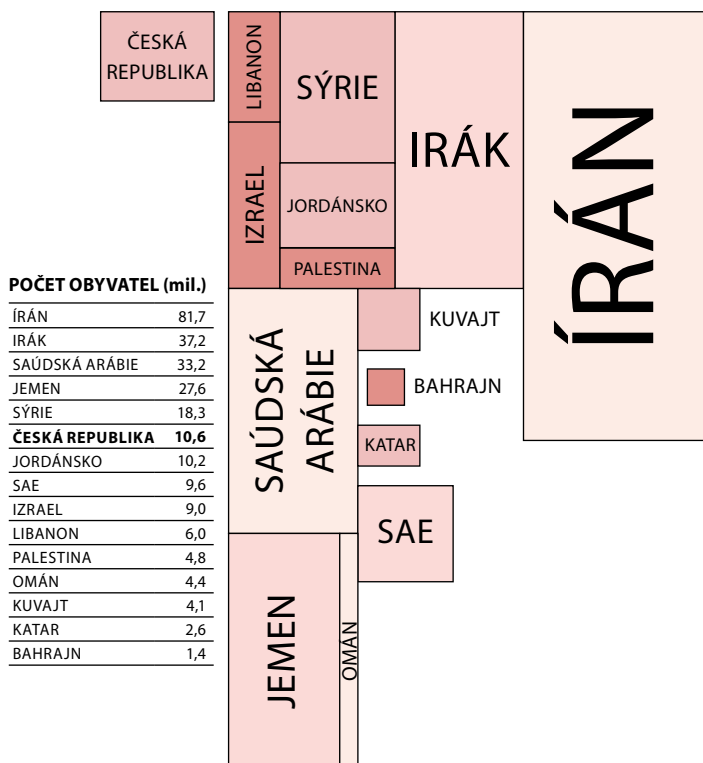 ČESKÁ
REPUBLIKA
LIBANON
SÝRIE
IRÁK
ÍRÁN
IZRAEL
JORDÁNSKO
PALESTINA
POČET OBYVATEL (mil.)
ÍRÁN 81,7
IRÁK 37,2
SAÚDSKÁ ARÁBIE 33,2
JEMEN 27,6
SÝRIE 18,3
ČESKÁ REPUBLIKA 10,6
JORDÁNSKO 10,2
SAE 9,6
IZRAEL 9,0
LIBANON 6,0
PALESTINA 4,8
OMÁN 4,4
KUVAJT 4,1
KATAR 2,6
BAHRAJN 1,4
SAÚDSKÁ
ARÁBIE
KUVAJT
BAHRAJN
KATAR
SAE
JEMEN
OMÁN